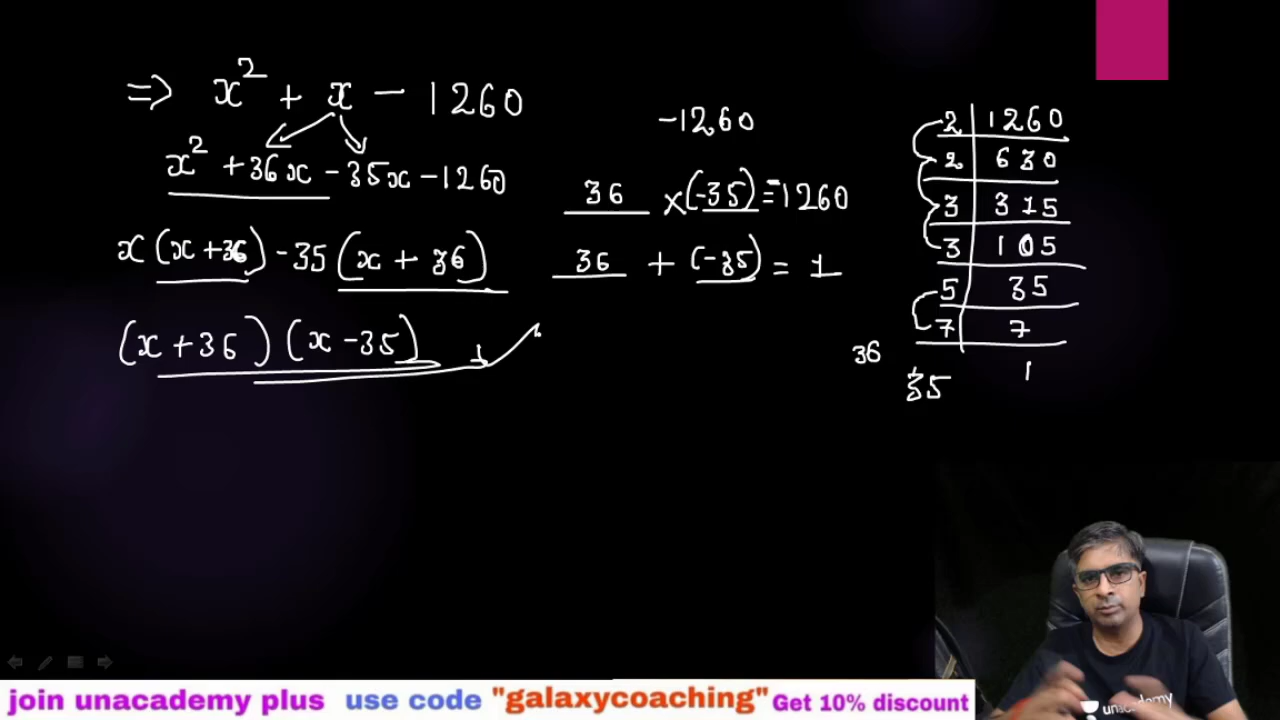 => x² + x - 1260
x² + 36x - 35x - 1260
x (x + 36) - 35 (x + 36)
(x + 36) (x - 35)
-1260
36 × (-35) = -1260
36 + (-35) = 1
2 | 1260
2 | 630
3 | 315
3 | 105
5 | 35
7 | 7
1
36
35
unacademy
join unacademy plus use code "galaxycoaching" Get 10% discount